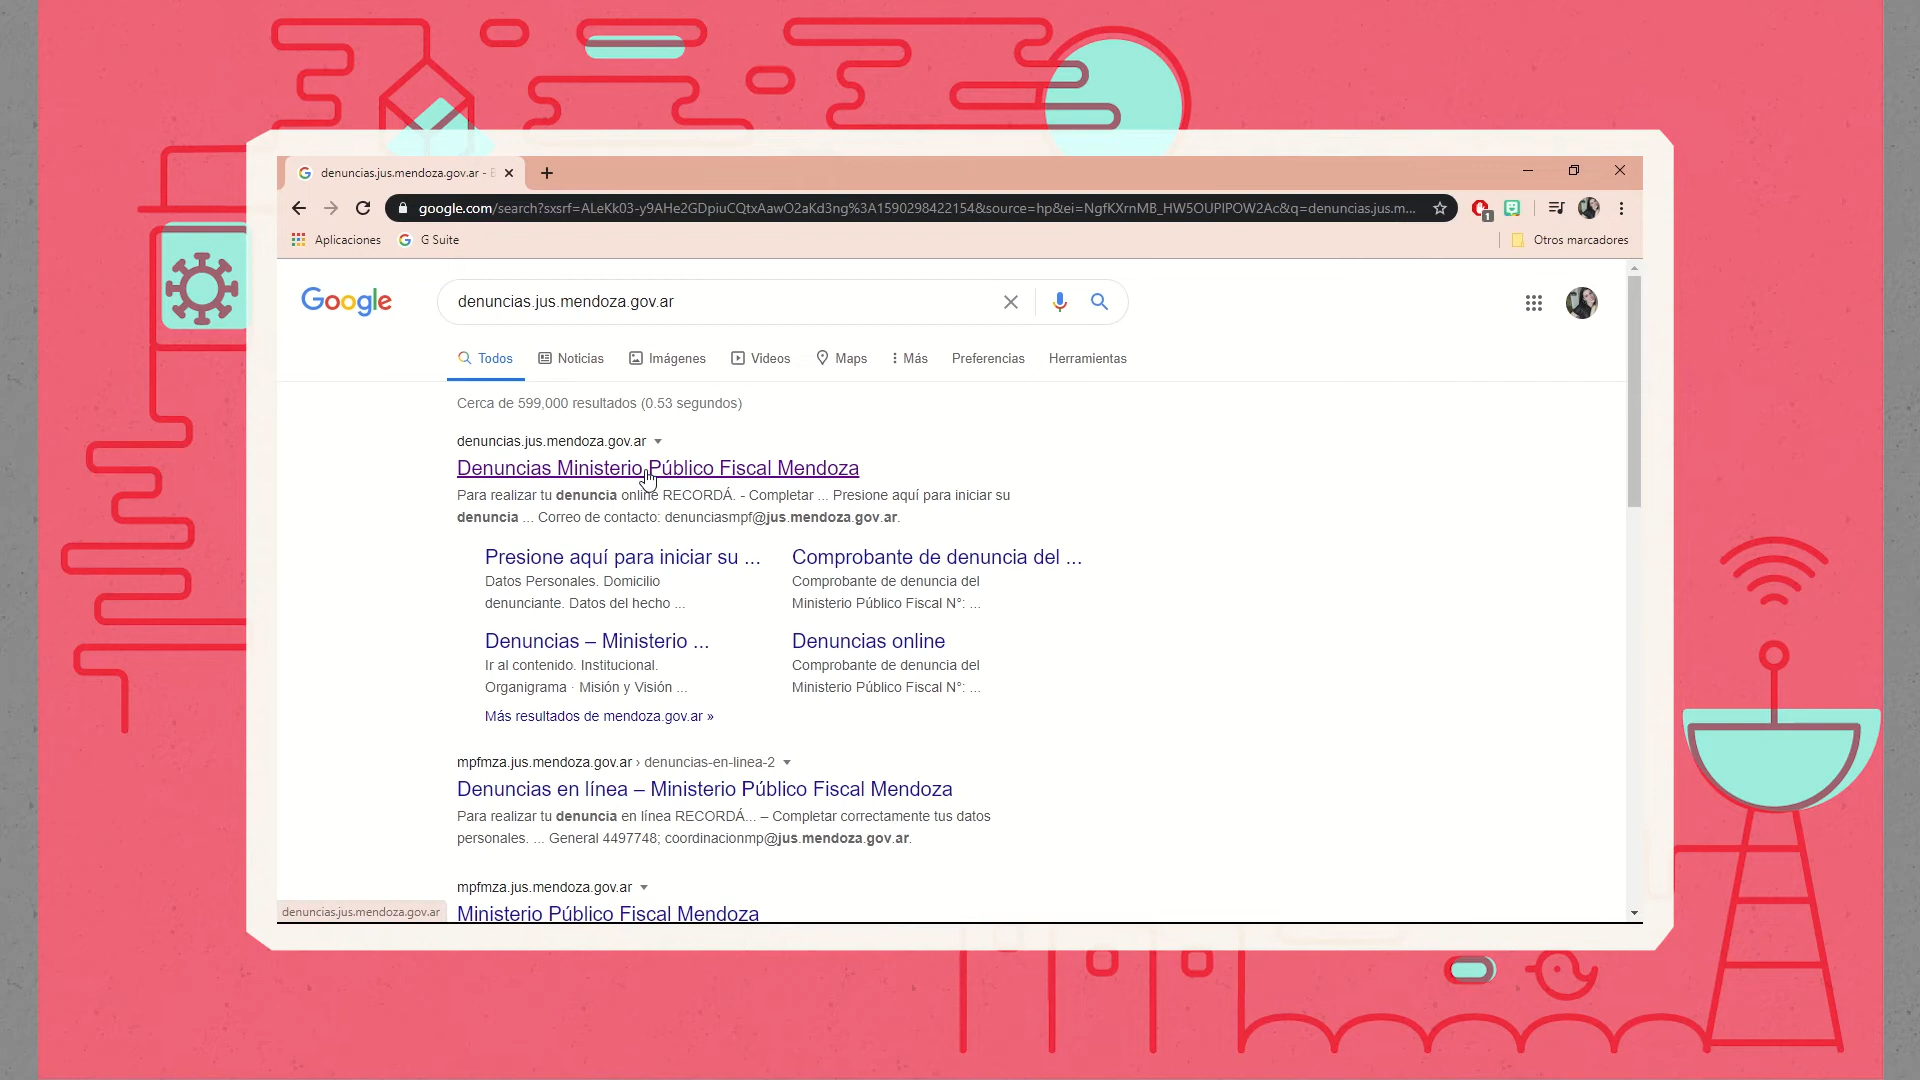 denuncias.jus.mendoza.gov.ar -
google.com/search?sxsrf=ALeKk03-y9AHe2GDpiuCQtxAawO2aKd3ng%3A1590298422154&source=hp&ei=NgfKXrnMB_HW5OUPIPOW2Ac&q=denuncias.jus.m...
1
Aplicaciones
G Suite
Otros marcadores
Google
denuncias.jus.mendoza.gov.ar
Todos
Noticias
Imágenes
Videos
Maps
Más
Preferencias
Herramientas
Cerca de 599,000 resultados (0.53 segundos)
denuncias.jus.mendoza.gov.ar
Denuncias Ministerio Público Fiscal Mendoza
Para realizar tu denuncia online RECORDÁ. - Completar ... Presione aquí para iniciar su
denuncia ... Correo de contacto: denunciasmpf@jus.mendoza.gov.ar.
Presione aquí para iniciar su ...
Datos Personales. Domicilio
denunciante. Datos del hecho ...
Comprobante de denuncia del ...
Comprobante de denuncia del
Ministerio Público Fiscal N°: ...
Denuncias – Ministerio ...
Ir al contenido. Institucional.
Organigrama · Misión y Visión ...
Denuncias online
Comprobante de denuncia del
Ministerio Público Fiscal N°: ...
Más resultados de mendoza.gov.ar »
mpfmza.jus.mendoza.gov.ar › denuncias-en-linea-2
Denuncias en línea – Ministerio Público Fiscal Mendoza
Para realizar tu denuncia en línea RECORDÁ... – Completar correctamente tus datos
personales. ... General 4497748; coordinacionmp@jus.mendoza.gov.ar.
mpfmza.jus.mendoza.gov.ar
Ministerio Público Fiscal Mendoza
denuncias.jus.mendoza.gov.ar